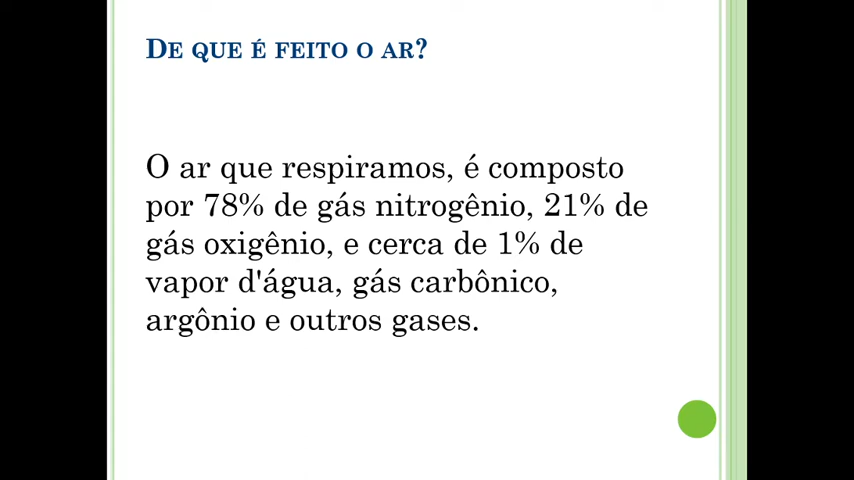 DE QUE É FEITO O AR?
O ar que respiramos, é composto
por 78% de gás nitrogênio, 21% de
gás oxigênio, e cerca de 1% de
vapor d'água, gás carbônico,
argônio e outros gases.